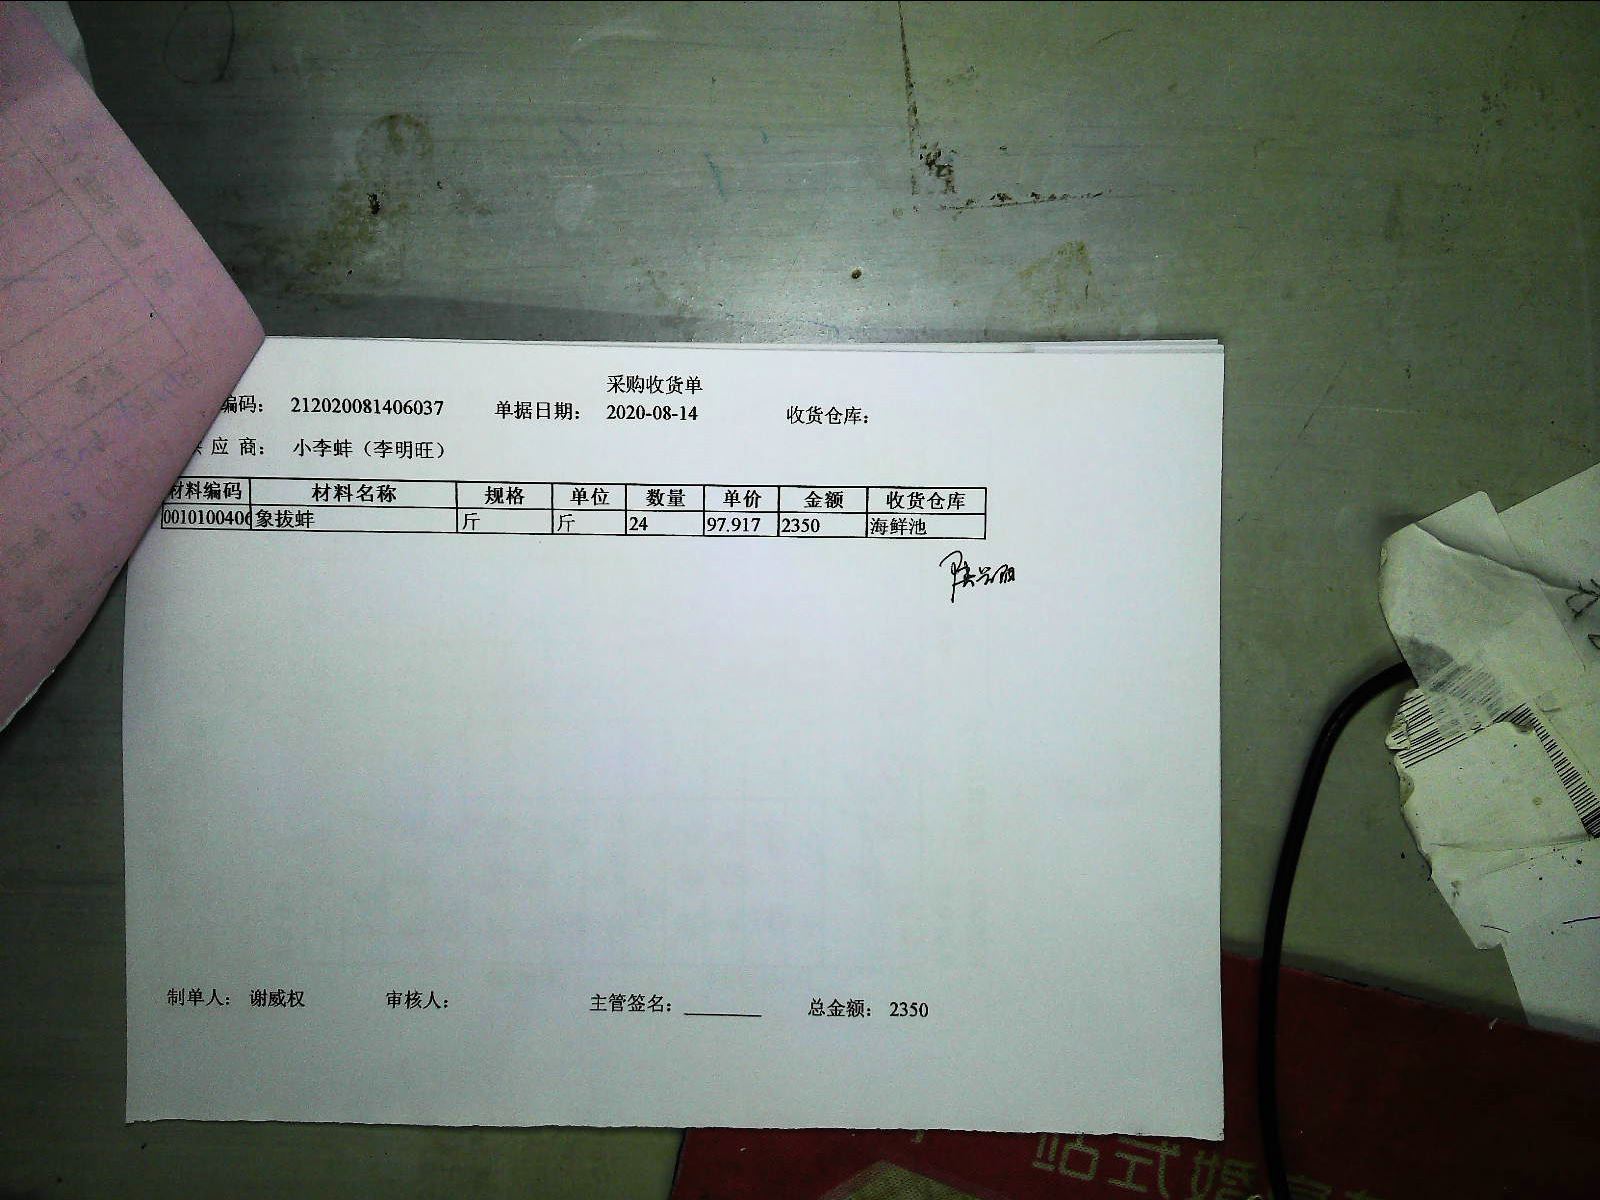 采购收货单
编码： 212020081406037 单据日期： 2020-08-14 收货仓库：
应 商： 小李蚌（李明旺）
材料编码 材料名称 规格 单位 数量 单价 金额 收货仓库
0010100406 象拔蚌 斤 斤 24 97.917 2350 海鲜池
制单人： 谢威权 审核人： 主管签名： 总金额： 2350